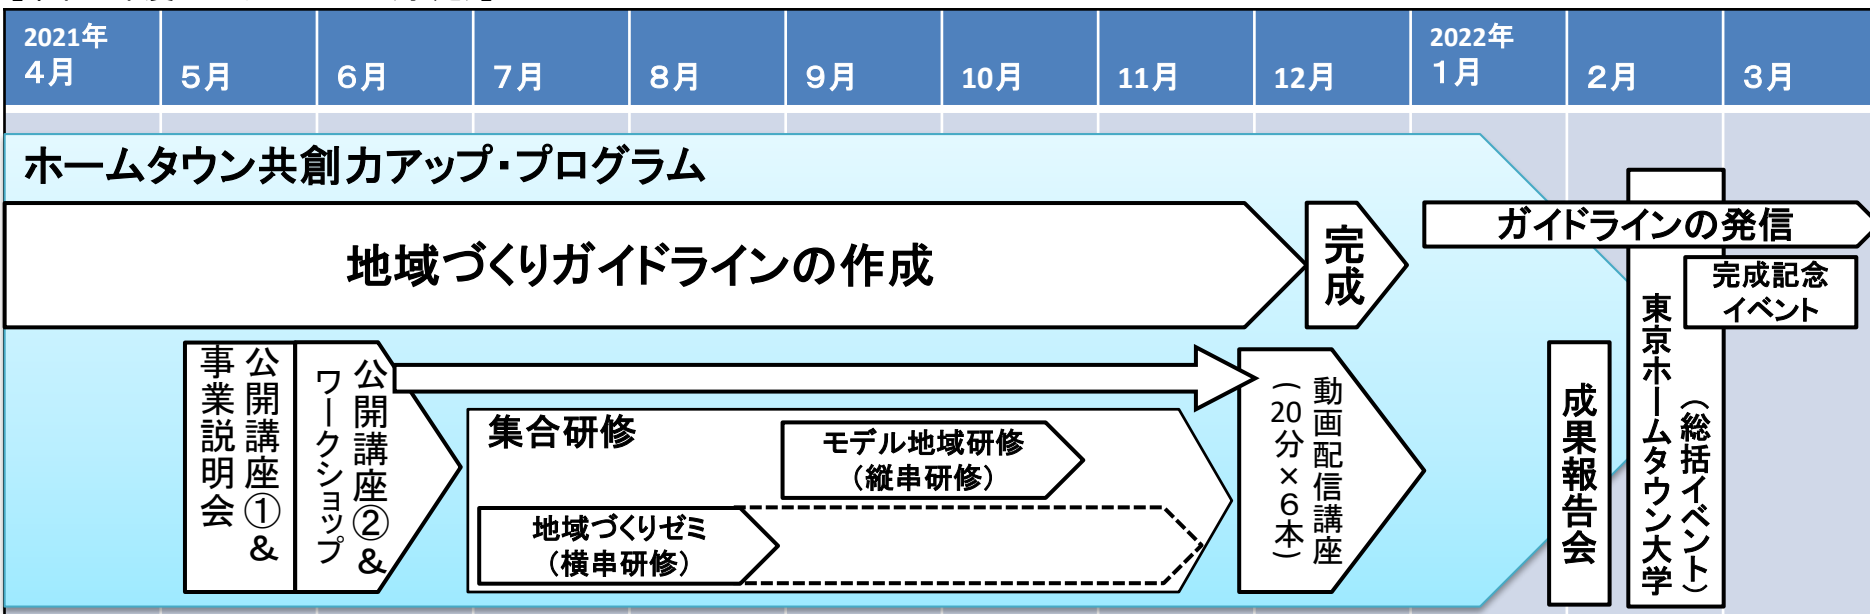 2021年
4月
5月
6月
7月
8月
9月
10月
11月
12月
2022年
1月
2月
3月
ホームタウン共創力アップ・プログラム
地域づくりガイドラインの作成
完成
ガイドラインの発信
完成記念
イベント
公開講座①&
事業説明会
公開講座②&
ワークショップ
集合研修
モデル地域研修
（縦串研修）
地域づくりゼミ
（横串研修）
動画配信講座
（20分×6本）
成果報告会
東京ホームタウン大学
（総括イベント）